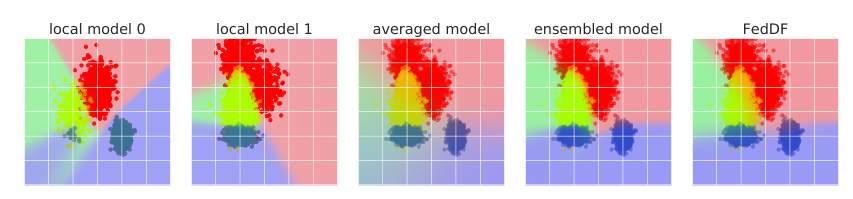 local model 0
local model 1
averaged model
ensembled model
FedDF